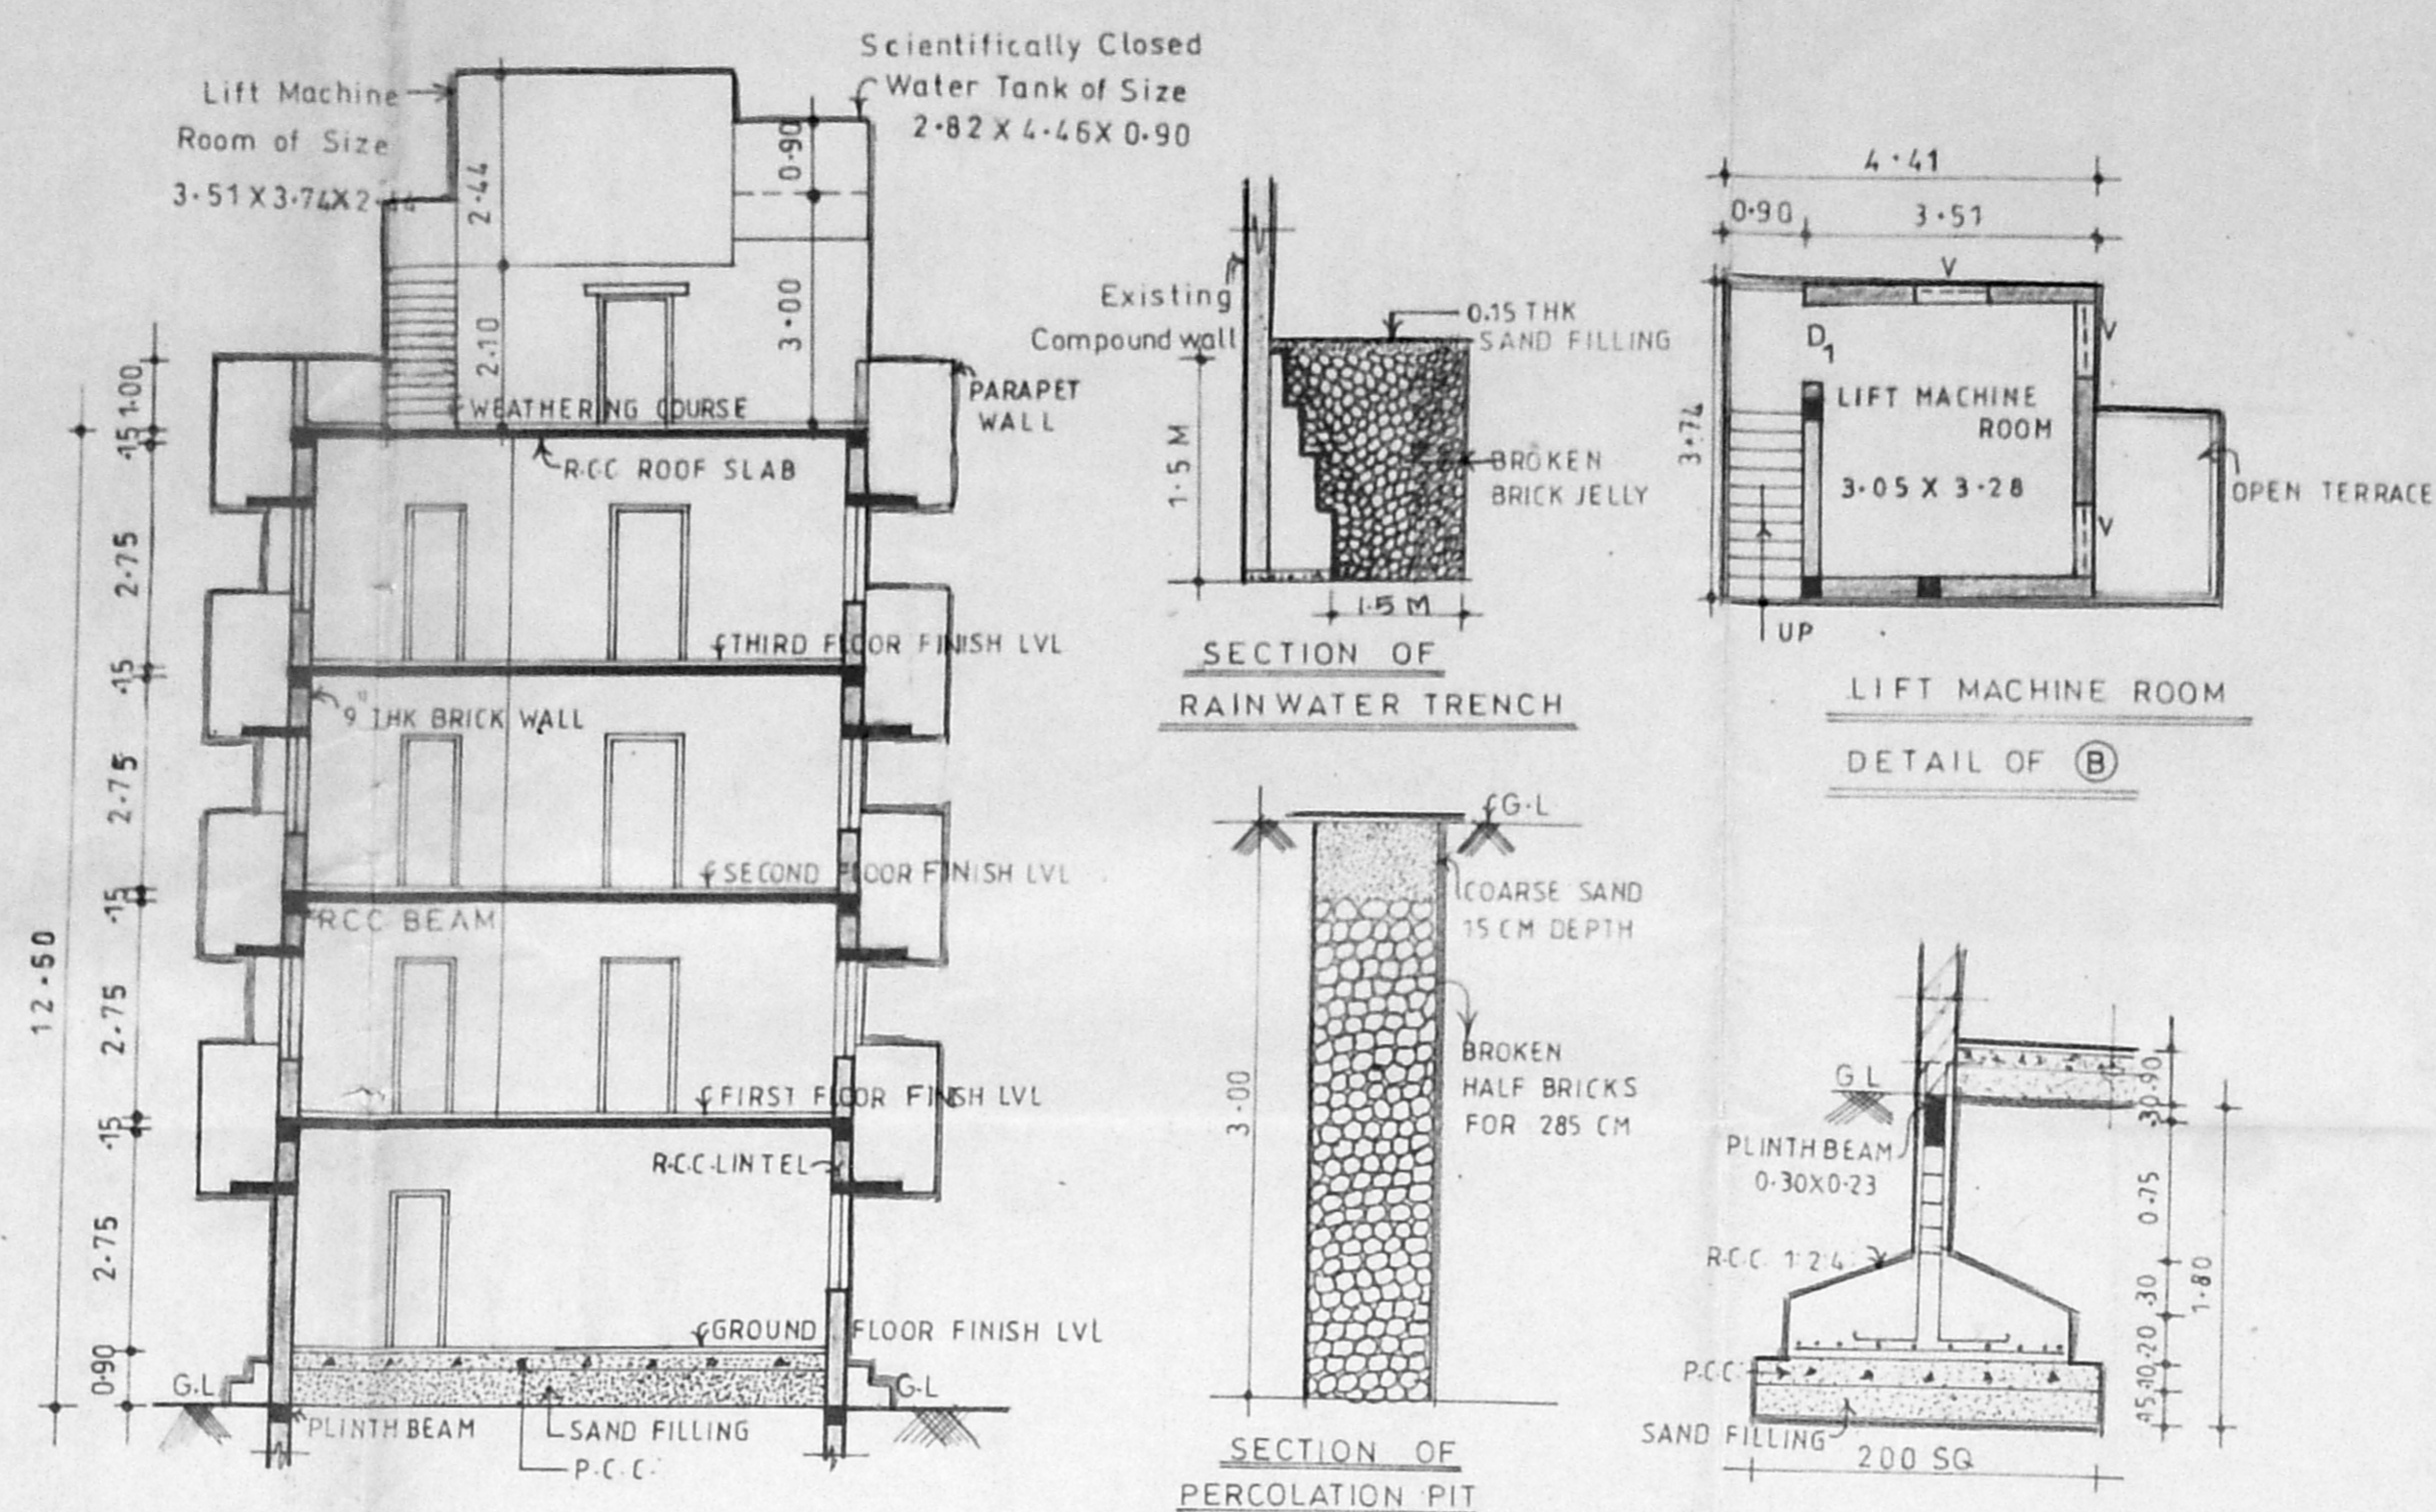 Scientifically Closed
Water Tank of Size
2.82 X 4.46 X 0.90
Lift Machine
Room of Size
3.51 X 3.74 X 2.44
2.44
0.90
2.10
3.00
1.00
.15
2.75
.15
2.75
.15
2.75
.15
2.75
0.90
12.50
WEATHERING COURSE
PARAPET
WALL
R.C.C ROOF SLAB
THIRD FLOOR FINISH LVL
9" THK BRICK WALL
SECOND FLOOR FINISH LVL
RCC BEAM
FIRST FLOOR FINISH LVL
R.C.C.LINTEL
GROUND FLOOR FINISH LVL
G.L
G.L
PLINTH BEAM
SAND FILLING
P.C.C.
Existing
Compound wall
0.15 THK
SAND FILLING
1.5 M
BROKEN
BRICK JELLY
1.5 M
SECTION OF
RAINWATER TRENCH
G.L
COARSE SAND
15 CM DEPTH
BROKEN
HALF BRICKS
FOR 285 CM
3.00
SECTION OF
PERCOLATION PIT
4.41
0.90
3.51
V
D1
V
LIFT MACHINE
ROOM
3.74
3.05 X 3.28
V
OPEN TERRACE
UP
LIFT MACHINE ROOM
DETAIL OF B
G L
PLINTH BEAM
0.30X0.23
R.C.C. 1:2:4
P.C.C.
SAND FILLING
200 SQ
0.90
.30
0.75
.30
.20
.10
.15
1.80